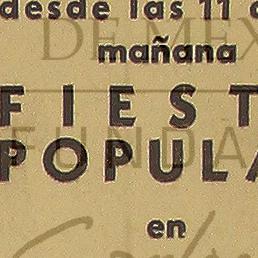 desde las 11
mañana
FIEST
POPULA
en